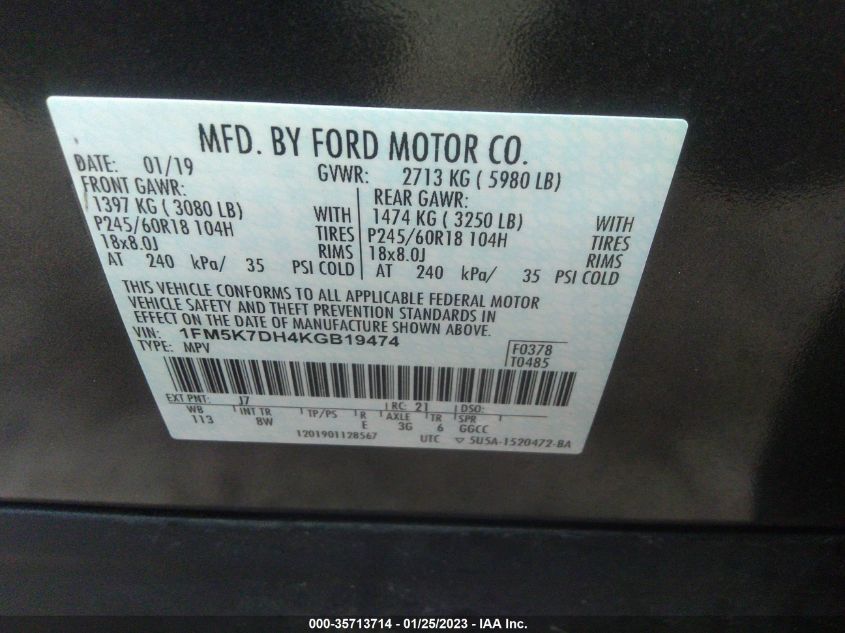 MFD. BY FORD MOTOR CO.
DATE: 01/19 GVWR: 2713 KG ( 5980 LB)
FRONT GAWR: REAR GAWR:
1397 KG ( 3080 LB) WITH 1474 KG ( 3250 LB) WITH
P245/60R18 104H TIRES P245/60R18 104H TIRES
18x8.0J RIMS 18x8.0J RIMS
AT 240 kPa/ 35 PSI COLD AT 240 kPa/ 35 PSI COLD
THIS VEHICLE CONFORMS TO ALL APPLICABLE FEDERAL MOTOR
VEHICLE SAFETY AND THEFT PREVENTION STANDARDS IN
EFFECT ON THE DATE OF MANUFACTURE SHOWN ABOVE.
VIN: 1FM5K7DH4KGB19474
TYPE: MPV
F0378
T0485
EXT PNT: J7 RC: 21 DSO:
WB INT TR TP/PS R AXLE TR SPR
113 8W E 3G 6 GGCC
1201901128567 UTC ▽ 5U5A-1520472-BA
000-35713714 — 01/25/2023 — IAA Inc.